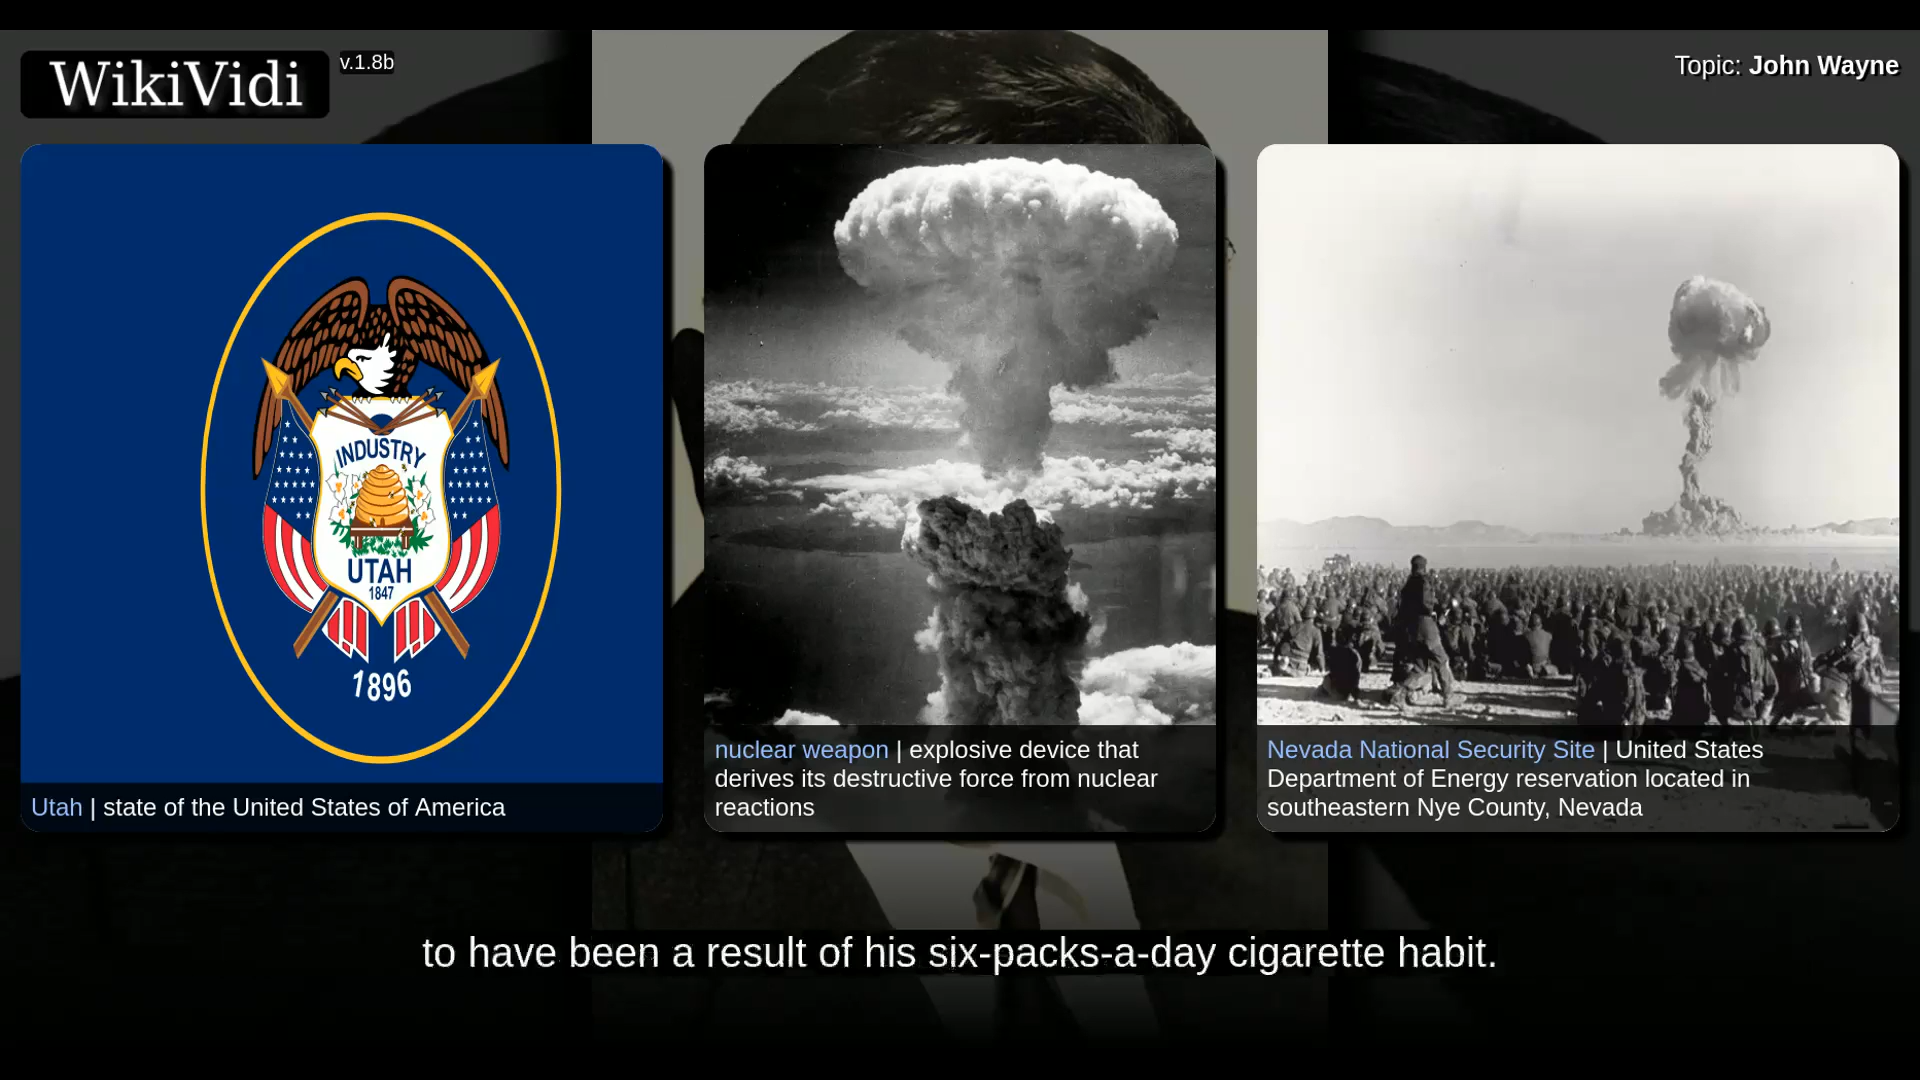 WikiVidi
v.1.8b
Topic: John Wayne
INDUSTRY
UTAH
1847
1896
Utah | state of the United States of America
nuclear weapon | explosive device that
derives its destructive force from nuclear
reactions
Nevada National Security Site | United States
Department of Energy reservation located in
southeastern Nye County, Nevada
to have been a result of his six-packs-a-day cigarette habit.